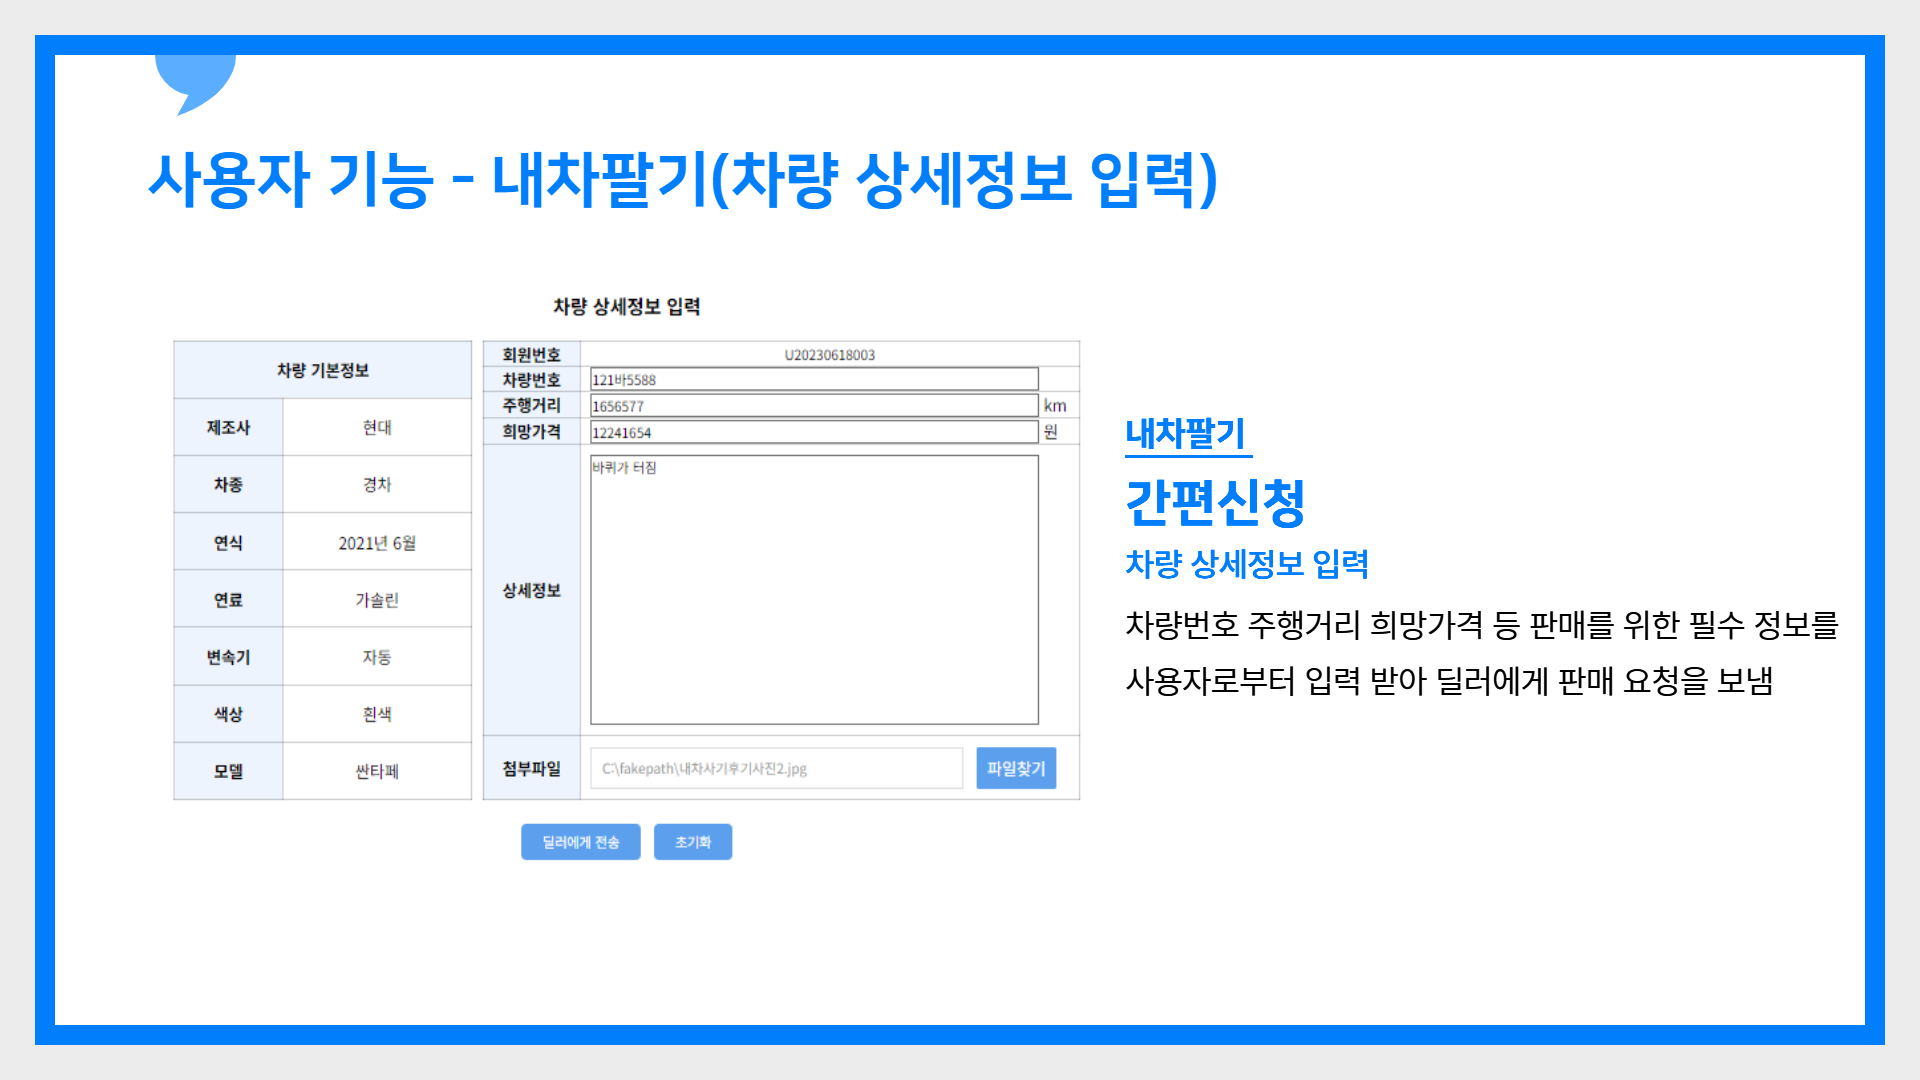 사용자 기능 - 내차팔기(차량 상세정보 입력)
차량 상세정보 입력
차량 기본정보
제조사 현대
차종 경차
연식 2021년 6월
연료 가솔린
변속기 자동
색상 흰색
모델 싼타페
회원번호 U20230618003
차량번호 121바5588
주행거리 1656577 km
희망가격 12241654 원
상세정보 바퀴가 터짐
첨부파일 C:\fakepath\내차사기후기사진2.jpg 파일찾기
딜러에게 전송 초기화
내차팔기
간편신청
차량 상세정보 입력
차량번호 주행거리 희망가격 등 판매를 위한 필수 정보를
사용자로부터 입력 받아 딜러에게 판매 요청을 보냄